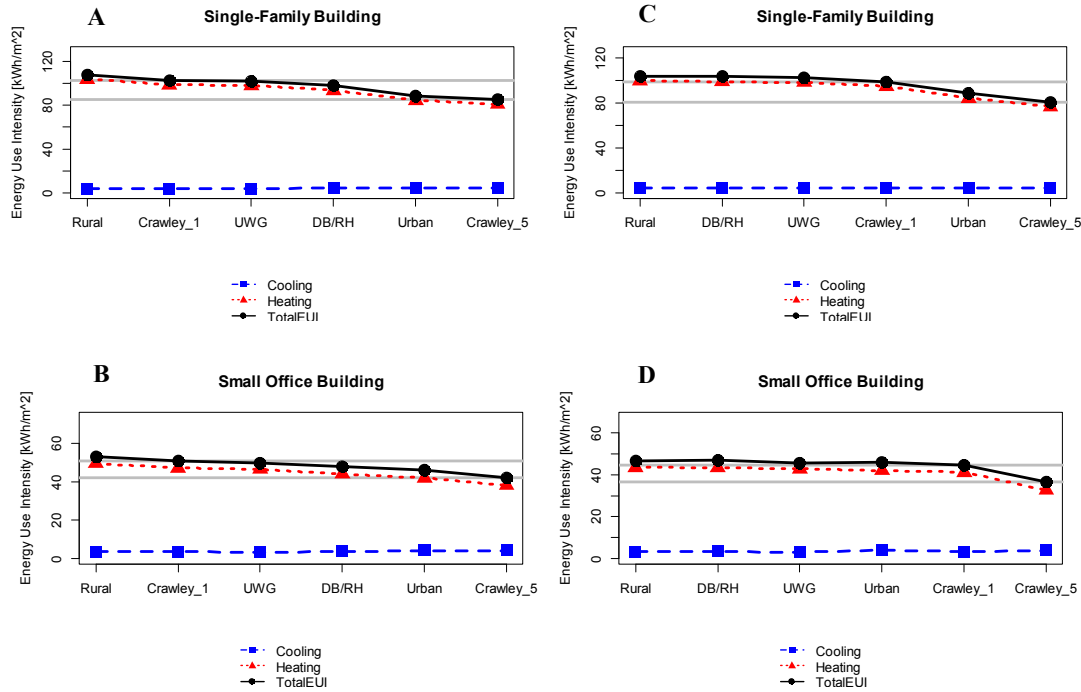 A
Single-Family Building
Energy Use Intensity [kWh/m^2]
120
80
40
0
Rural Crawley_1 UWG DB/RH Urban Crawley_5
Cooling
Heating
TotalEUI
C
Single-Family Building
Energy Use Intensity [kWh/m^2]
120
80
40
0
Rural DB/RH UWG Crawley_1 Urban Crawley_5
Cooling
Heating
TotalEUI
B
Small Office Building
Energy Use Intensity [kWh/m^2]
60
40
20
0
Rural Crawley_1 UWG DB/RH Urban Crawley_5
Cooling
Heating
TotalEUI
D
Small Office Building
Energy Use Intensity [kWh/m^2]
60
40
20
0
Rural DB/RH UWG Urban Crawley_1 Crawley_5
Cooling
Heating
TotalEUI